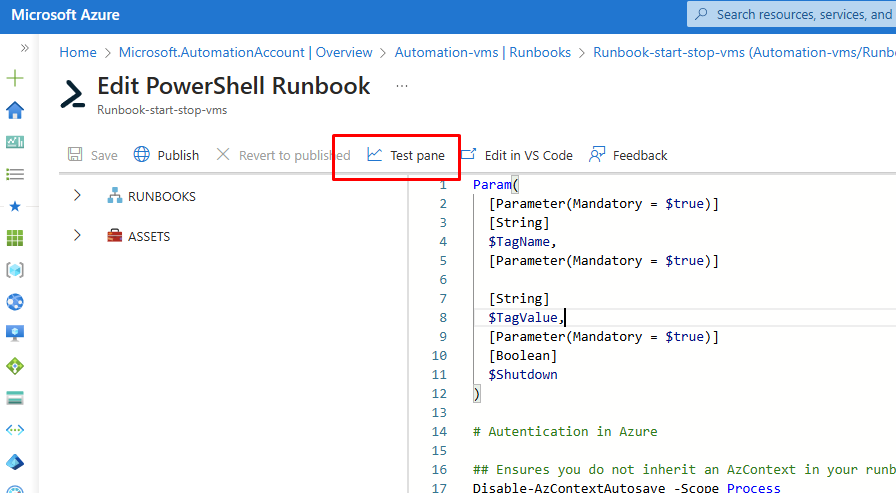 Microsoft Azure
Search resources, services, and
Home > Microsoft.AutomationAccount | Overview > Automation-vms | Runbooks > Runbook-start-stop-vms (Automation-vms/Runbo
Edit PowerShell Runbook ...
Runbook-start-stop-vms
Save Publish Revert to published Test pane Edit in VS Code Feedback
RUNBOOKS
ASSETS
1 Param(
2 [Parameter(Mandatory = $true)]
3 [String]
4 $TagName,
5 [Parameter(Mandatory = $true)]
6
7 [String]
8 $TagValue,
9 [Parameter(Mandatory = $true)]
10 [Boolean]
11 $Shutdown
12 )
13
14 # Autentication in Azure
15
16 ## Ensures you do not inherit an AzContext in your runb
17 Disable-AzContextAutosave -Scope Process